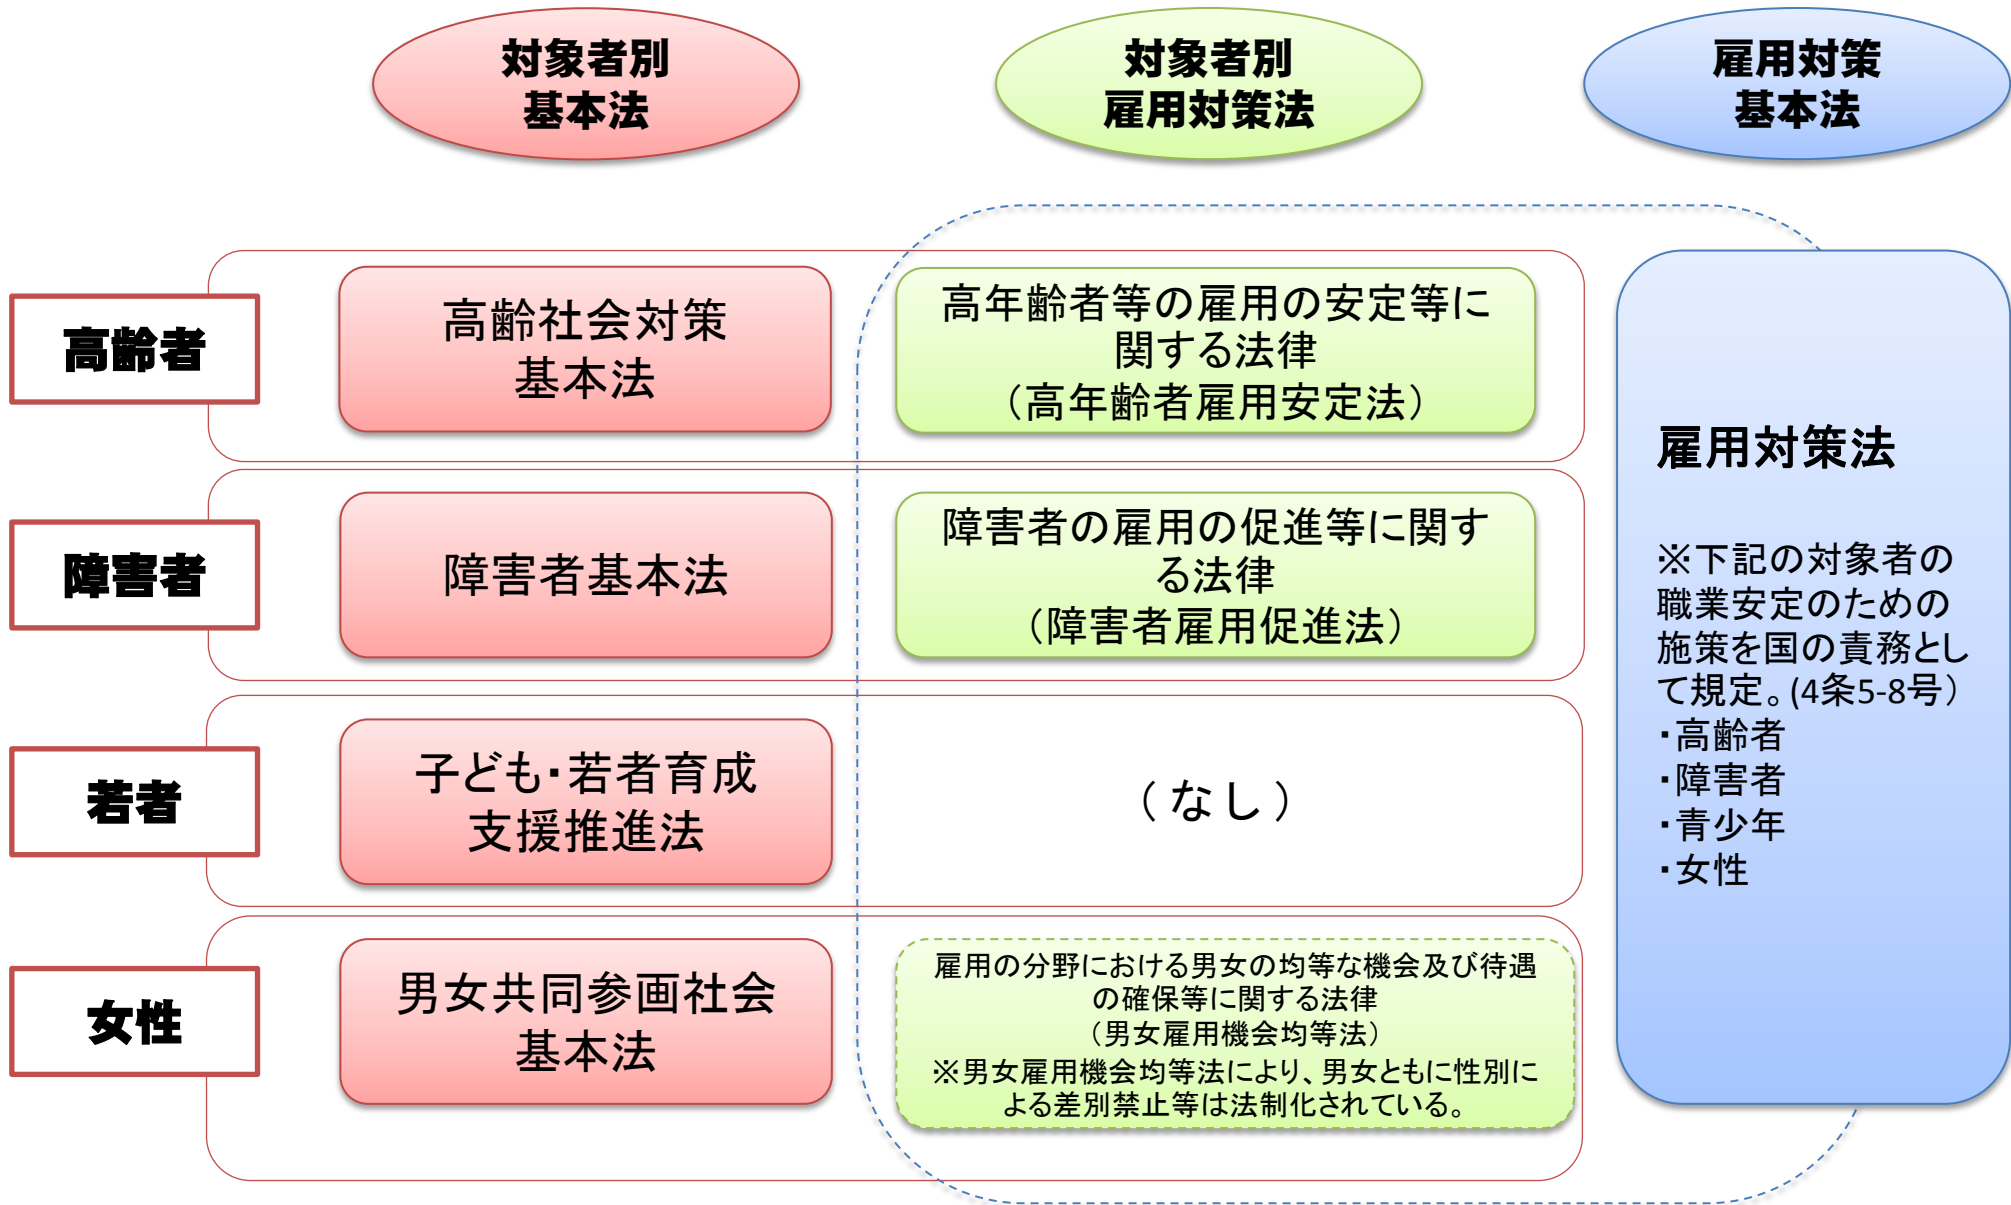 対象者別
基本法
対象者別
雇用対策法
雇用対策
基本法
高齢者
高齢社会対策
基本法
高年齢者等の雇用の安定等に
関する法律
（高年齢者雇用安定法）
障害者
障害者基本法
障害者の雇用の促進等に関す
る法律
（障害者雇用促進法）
若者
子ども・若者育成
支援推進法
（ なし ）
女性
男女共同参画社会
基本法
雇用の分野における男女の均等な機会及び待遇
の確保等に関する法律
（男女雇用機会均等法）
※男女雇用機会均等法により、男女ともに性別に
よる差別禁止等は法制化されている。
雇用対策法
※下記の対象者の
職業安定のための
施策を国の責務とし
て規定。(4条5-8号）
・高齢者
・障害者
・青少年
・女性